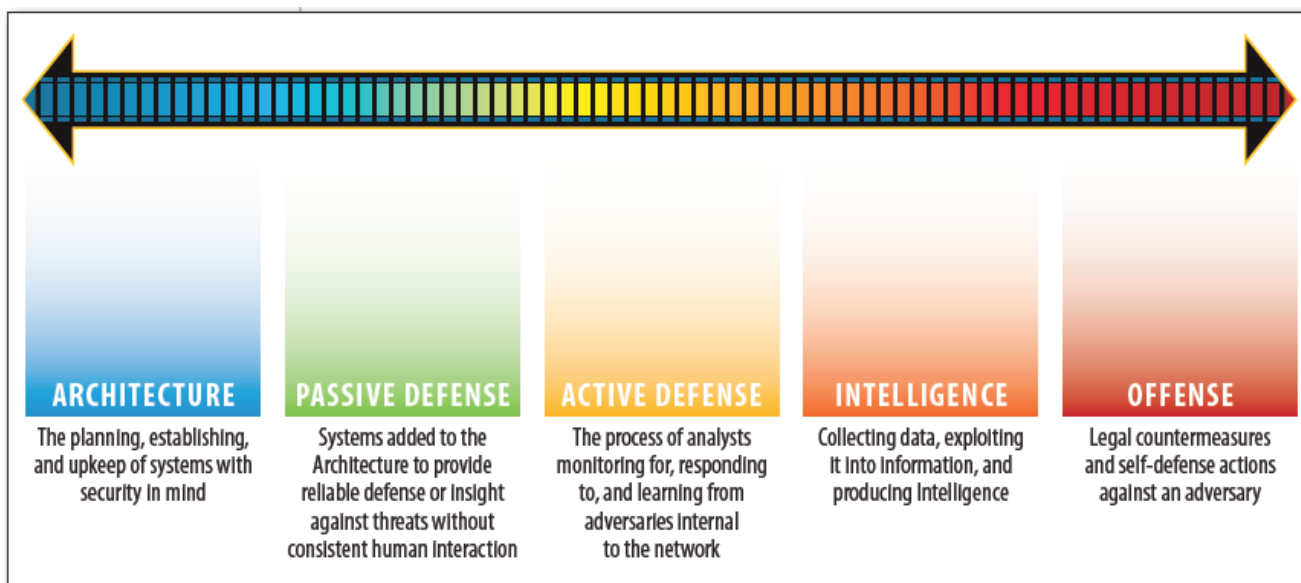 ARCHITECTURE
The planning, establishing,
and upkeep of systems with
security in mind
PASSIVE DEFENSE
Systems added to the
Architecture to provide
reliable defense or insight
against threats without
consistent human interaction
ACTIVE DEFENSE
The process of analysts
monitoring for, responding
to, and learning from
adversaries internal
to the network
INTELLIGENCE
Collecting data, exploiting
it into information, and
producing Intelligence
OFFENSE
Legal countermeasures
and self-defense actions
against an adversary